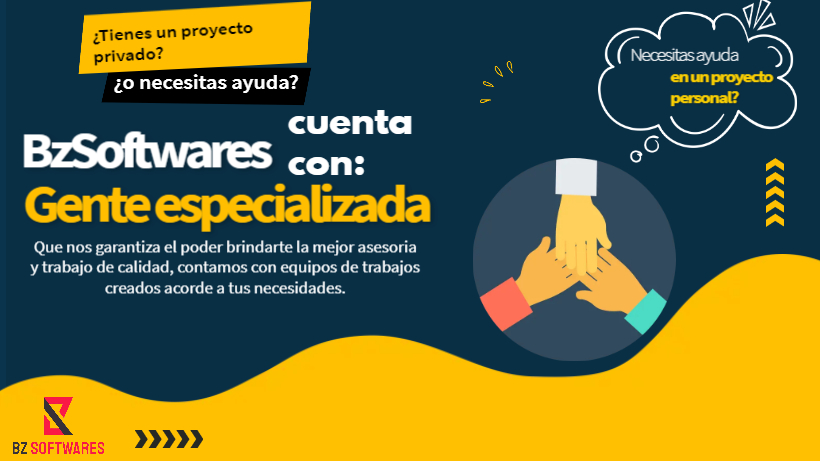 ¿Tienes un proyecto
privado?
¿o necesitas ayuda?
Necesitas ayuda
en un proyecto
personal?
BzSoftwares
cuenta
con:
Gente especializada
Que nos garantiza el poder brindarte la mejor asesoria
y trabajo de calidad, contamos con equipos de trabajos
creados acorde a tus necesidades.
BZ SOFTWARES